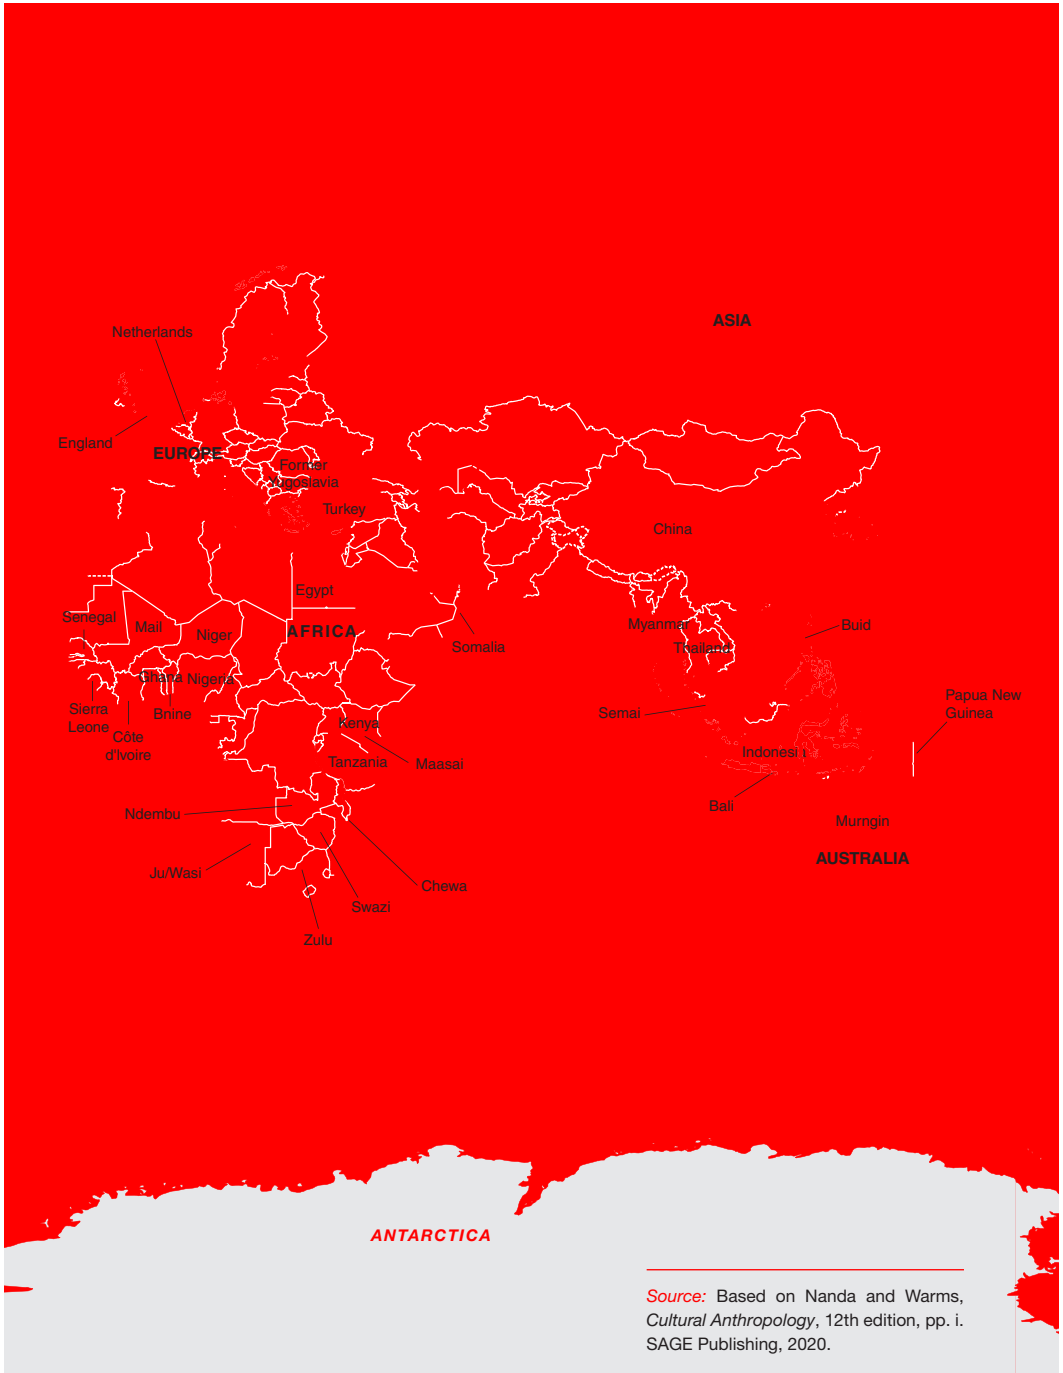 ASIA
Netherlands
England
EUROPE
Former
Yugoslavia
Turkey
China
Egypt
Senegal
Mail
Niger
AFRICA
Somalia
Myanmar
Buid
Thailand
Ghana
Nigeria
Sierra
Leone
Bnine
Côte
d'Ivoire
Kenya
Semai
Papua New
Guinea
Tanzania
Maasai
Indonesia
Bali
Ndembu
Murngin
AUSTRALIA
Ju/Wasi
Chewa
Swazi
Zulu
ANTARCTICA
Source: Based on Nanda and Warms,
Cultural Anthropology, 12th edition, pp. i.
SAGE Publishing, 2020.